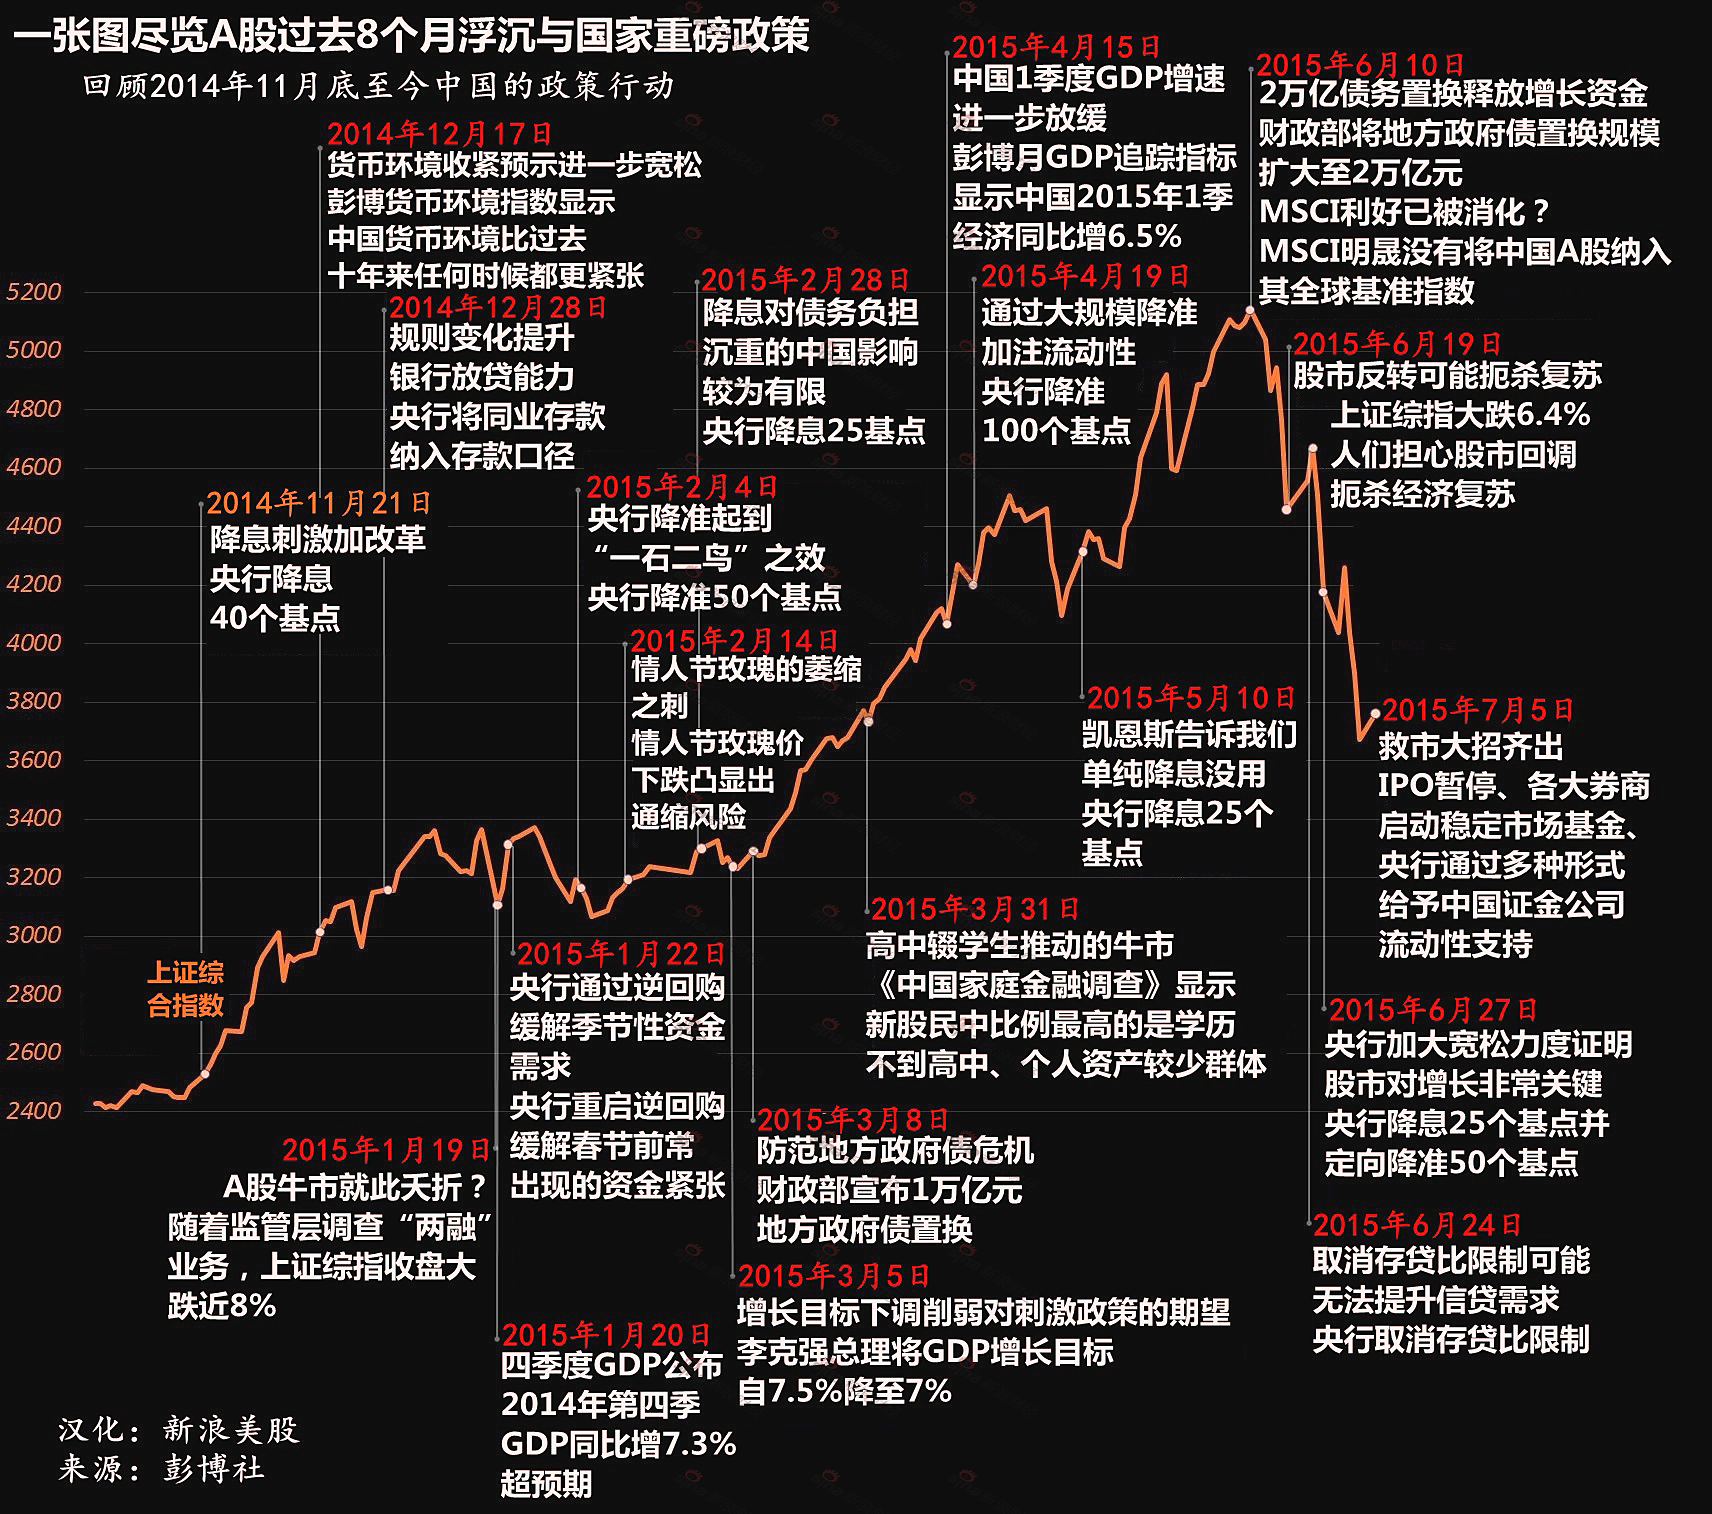 一张图尽览A股过去8个月浮沉与国家重磅政策
回顾2014年11月底至今中国的政策行动
2014年12月17日
货币环境收紧预示进一步宽松
彭博货币环境指数显示
中国货币环境比过去
十年来任何时候都更紧张
2014年12月28日
规则变化提升
银行放贷能力
央行将同业存款
纳入存款口径
2014年11月21日
降息刺激加改革
央行降息
40个基点
2015年2月28日
降息对债务负担
沉重的中国影响
较为有限
央行降息25基点
2015年2月4日
央行降准起到
“一石二鸟”之效
央行降准50个基点
2015年2月14日
情人节玫瑰的萎缩
之刺
情人节玫瑰价
下跌凸显出
通缩风险
2015年4月15日
中国1季度GDP增速
进一步放缓
彭博月GDP追踪指标
显示中国2015年1季
经济同比增6.5%
2015年4月19日
通过大规模降准
加注流动性
央行降准
100个基点
2015年6月10日
2万亿债务置换释放增长资金
财政部将地方政府债置换规模
扩大至2万亿元
MSCI利好已被消化？
MSCI明晟没有将中国A股纳入
其全球基准指数
2015年6月19日
股市反转可能扼杀复苏
上证综指大跌6.4%
人们担心股市回调
扼杀经济复苏
5200
5000
4800
4600
4400
4200
4000
3800
3600
3400
3200
3000
2800
2600
2400
上证综
合指数
2015年5月10日
凯恩斯告诉我们
单纯降息没用
央行降息25个
基点
2015年7月5日
救市大招齐出
IPO暂停、各大券商
启动稳定市场基金、
央行通过多种形式
给予中国证金公司
流动性支持
2015年3月31日
高中辍学生推动的牛市
《中国家庭金融调查》显示
新股民中比例最高的是学历
不到高中、个人资产较少群体
2015年1月22日
央行通过逆回购
缓解季节性资金
需求
央行重启逆回购
缓解春节前常
出现的资金紧张
2015年6月27日
央行加大宽松力度证明
股市对增长非常关键
央行降息25个基点并
定向降准50个基点
2015年3月8日
防范地方政府债危机
财政部宣布1万亿元
地方政府债置换
2015年1月19日
A股牛市就此夭折？
随着监管层调查“两融”
业务，上证综指收盘大
跌近8%
2015年6月24日
取消存贷比限制可能
无法提升信贷需求
央行取消存贷比限制
2015年3月5日
增长目标下调削弱对刺激政策的期望
李克强总理将GDP增长目标
自7.5%降至7%
2015年1月20日
四季度GDP公布
2014年第四季
GDP同比增7.3%
超预期
汉化：新浪美股
来源：彭博社